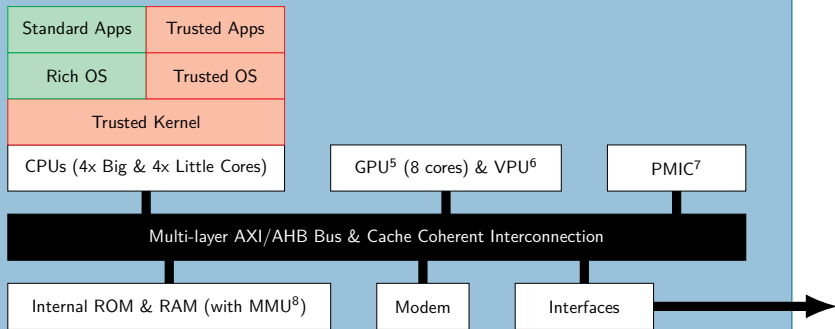 Standard Apps
Trusted Apps
Rich OS
Trusted OS
Trusted Kernel
CPUs (4x Big & 4x Little Cores)
GPU⁵ (8 cores) & VPU⁶
PMIC⁷
Multi-layer AXI/AHB Bus & Cache Coherent Interconnection
Internal ROM & RAM (with MMU⁸)
Modem
Interfaces